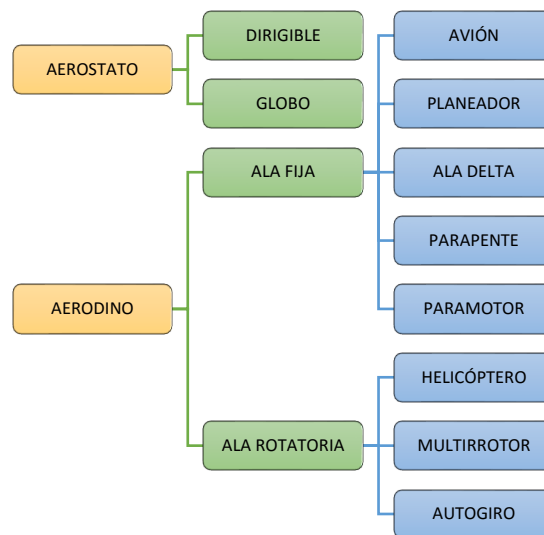 AEROSTATO
DIRIGIBLE
GLOBO
AERODINO
ALA FIJA
AVIÓN
PLANEADOR
ALA DELTA
PARAPENTE
PARAMOTOR
ALA ROTATORIA
HELICÓPTERO
MULTIRROTOR
AUTOGIRO